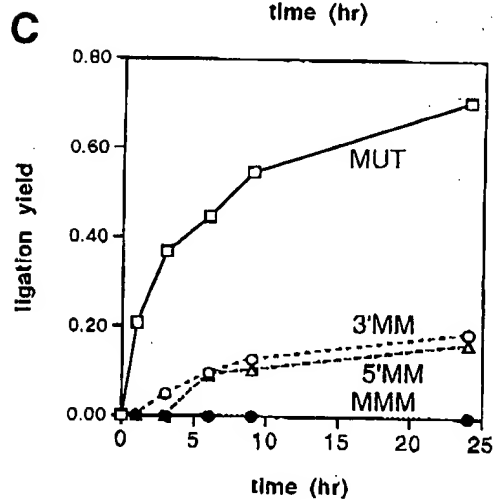 time (hr)
C
0.80
0.60
0.40
0.20
0.00
ligation yield
MUT
3'MM
5'MM
MMM
0 5 10 15 20 25
time (hr)